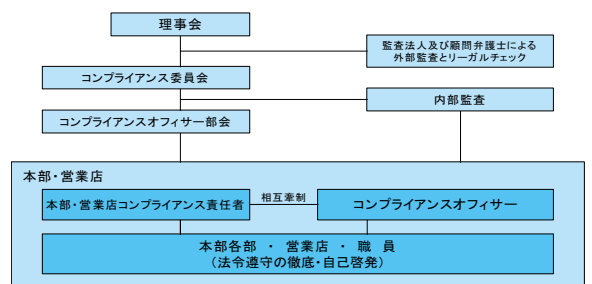 理事会
監査法人及び顧問弁護士による
外部監査とリーガルチェック
コンプライアンス委員会
内部監査
コンプライアンスオフィサー部会
本部・営業店
本部・営業店コンプライアンス責任者
相互牽制
コンプライアンスオフィサー
本部各部 ・ 営業店 ・ 職 員
（法令遵守の徹底・自己啓発）